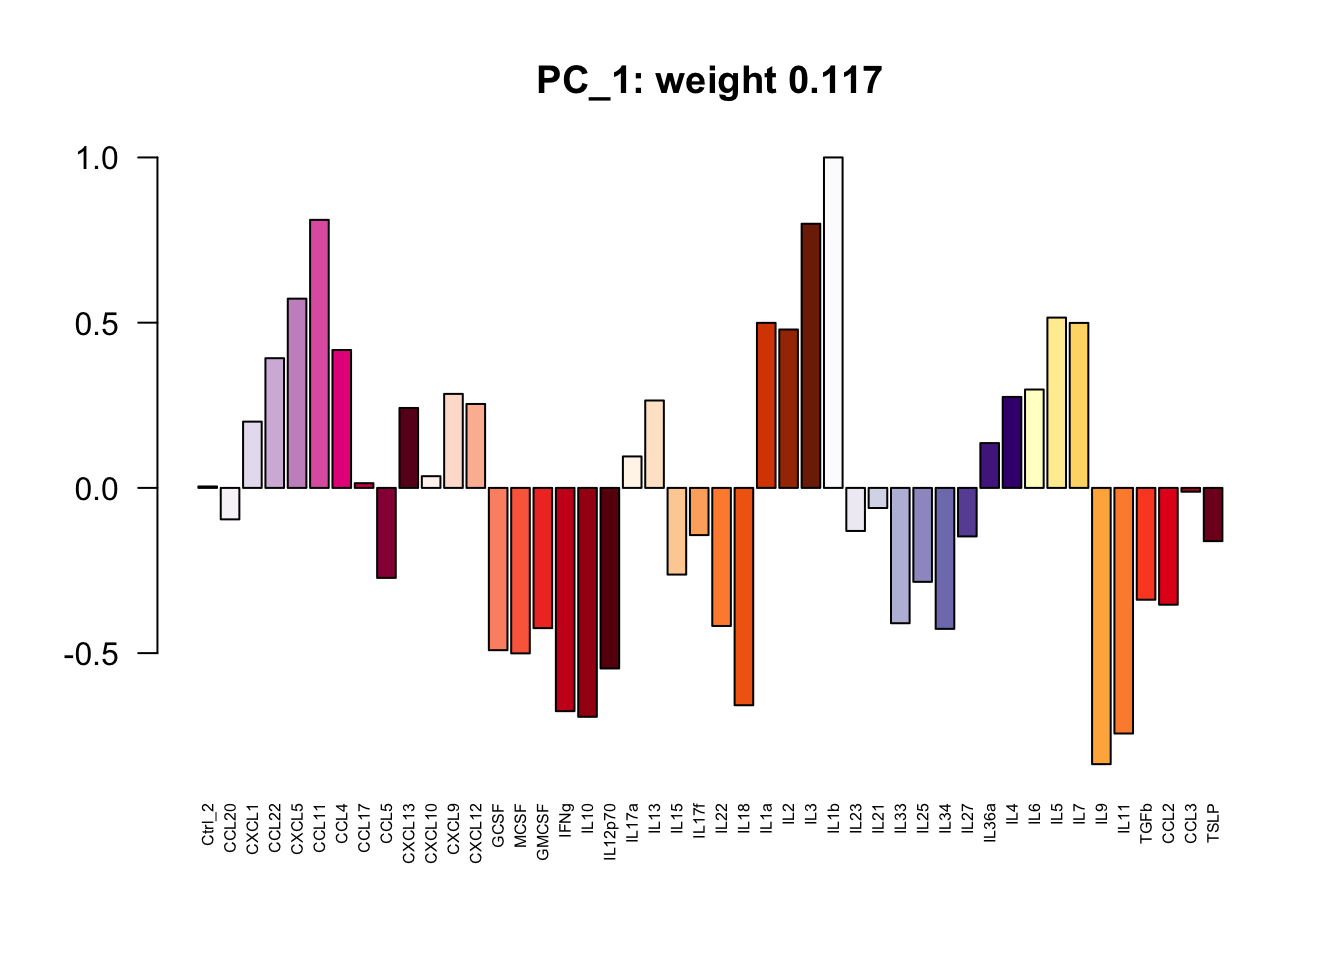 PC_1: weight 0.117
1.0
0.5
0.0
-0.5
Ctrl_2
CCL20
CXCL1
CCL22
CXCL5
CCL11
CCL4
CCL17
CCL5
CXCL13
CXCL10
CXCL9
CXCL12
GCSF
MCSF
GMCSF
IFNg
IL10
IL12p70
IL17a
IL13
IL15
IL17f
IL22
IL18
IL1a
IL2
IL3
IL1b
IL23
IL21
IL33
IL25
IL34
IL27
IL36a
IL4
IL6
IL5
IL7
IL9
IL11
TGFb
CCL2
CCL3
TSLP